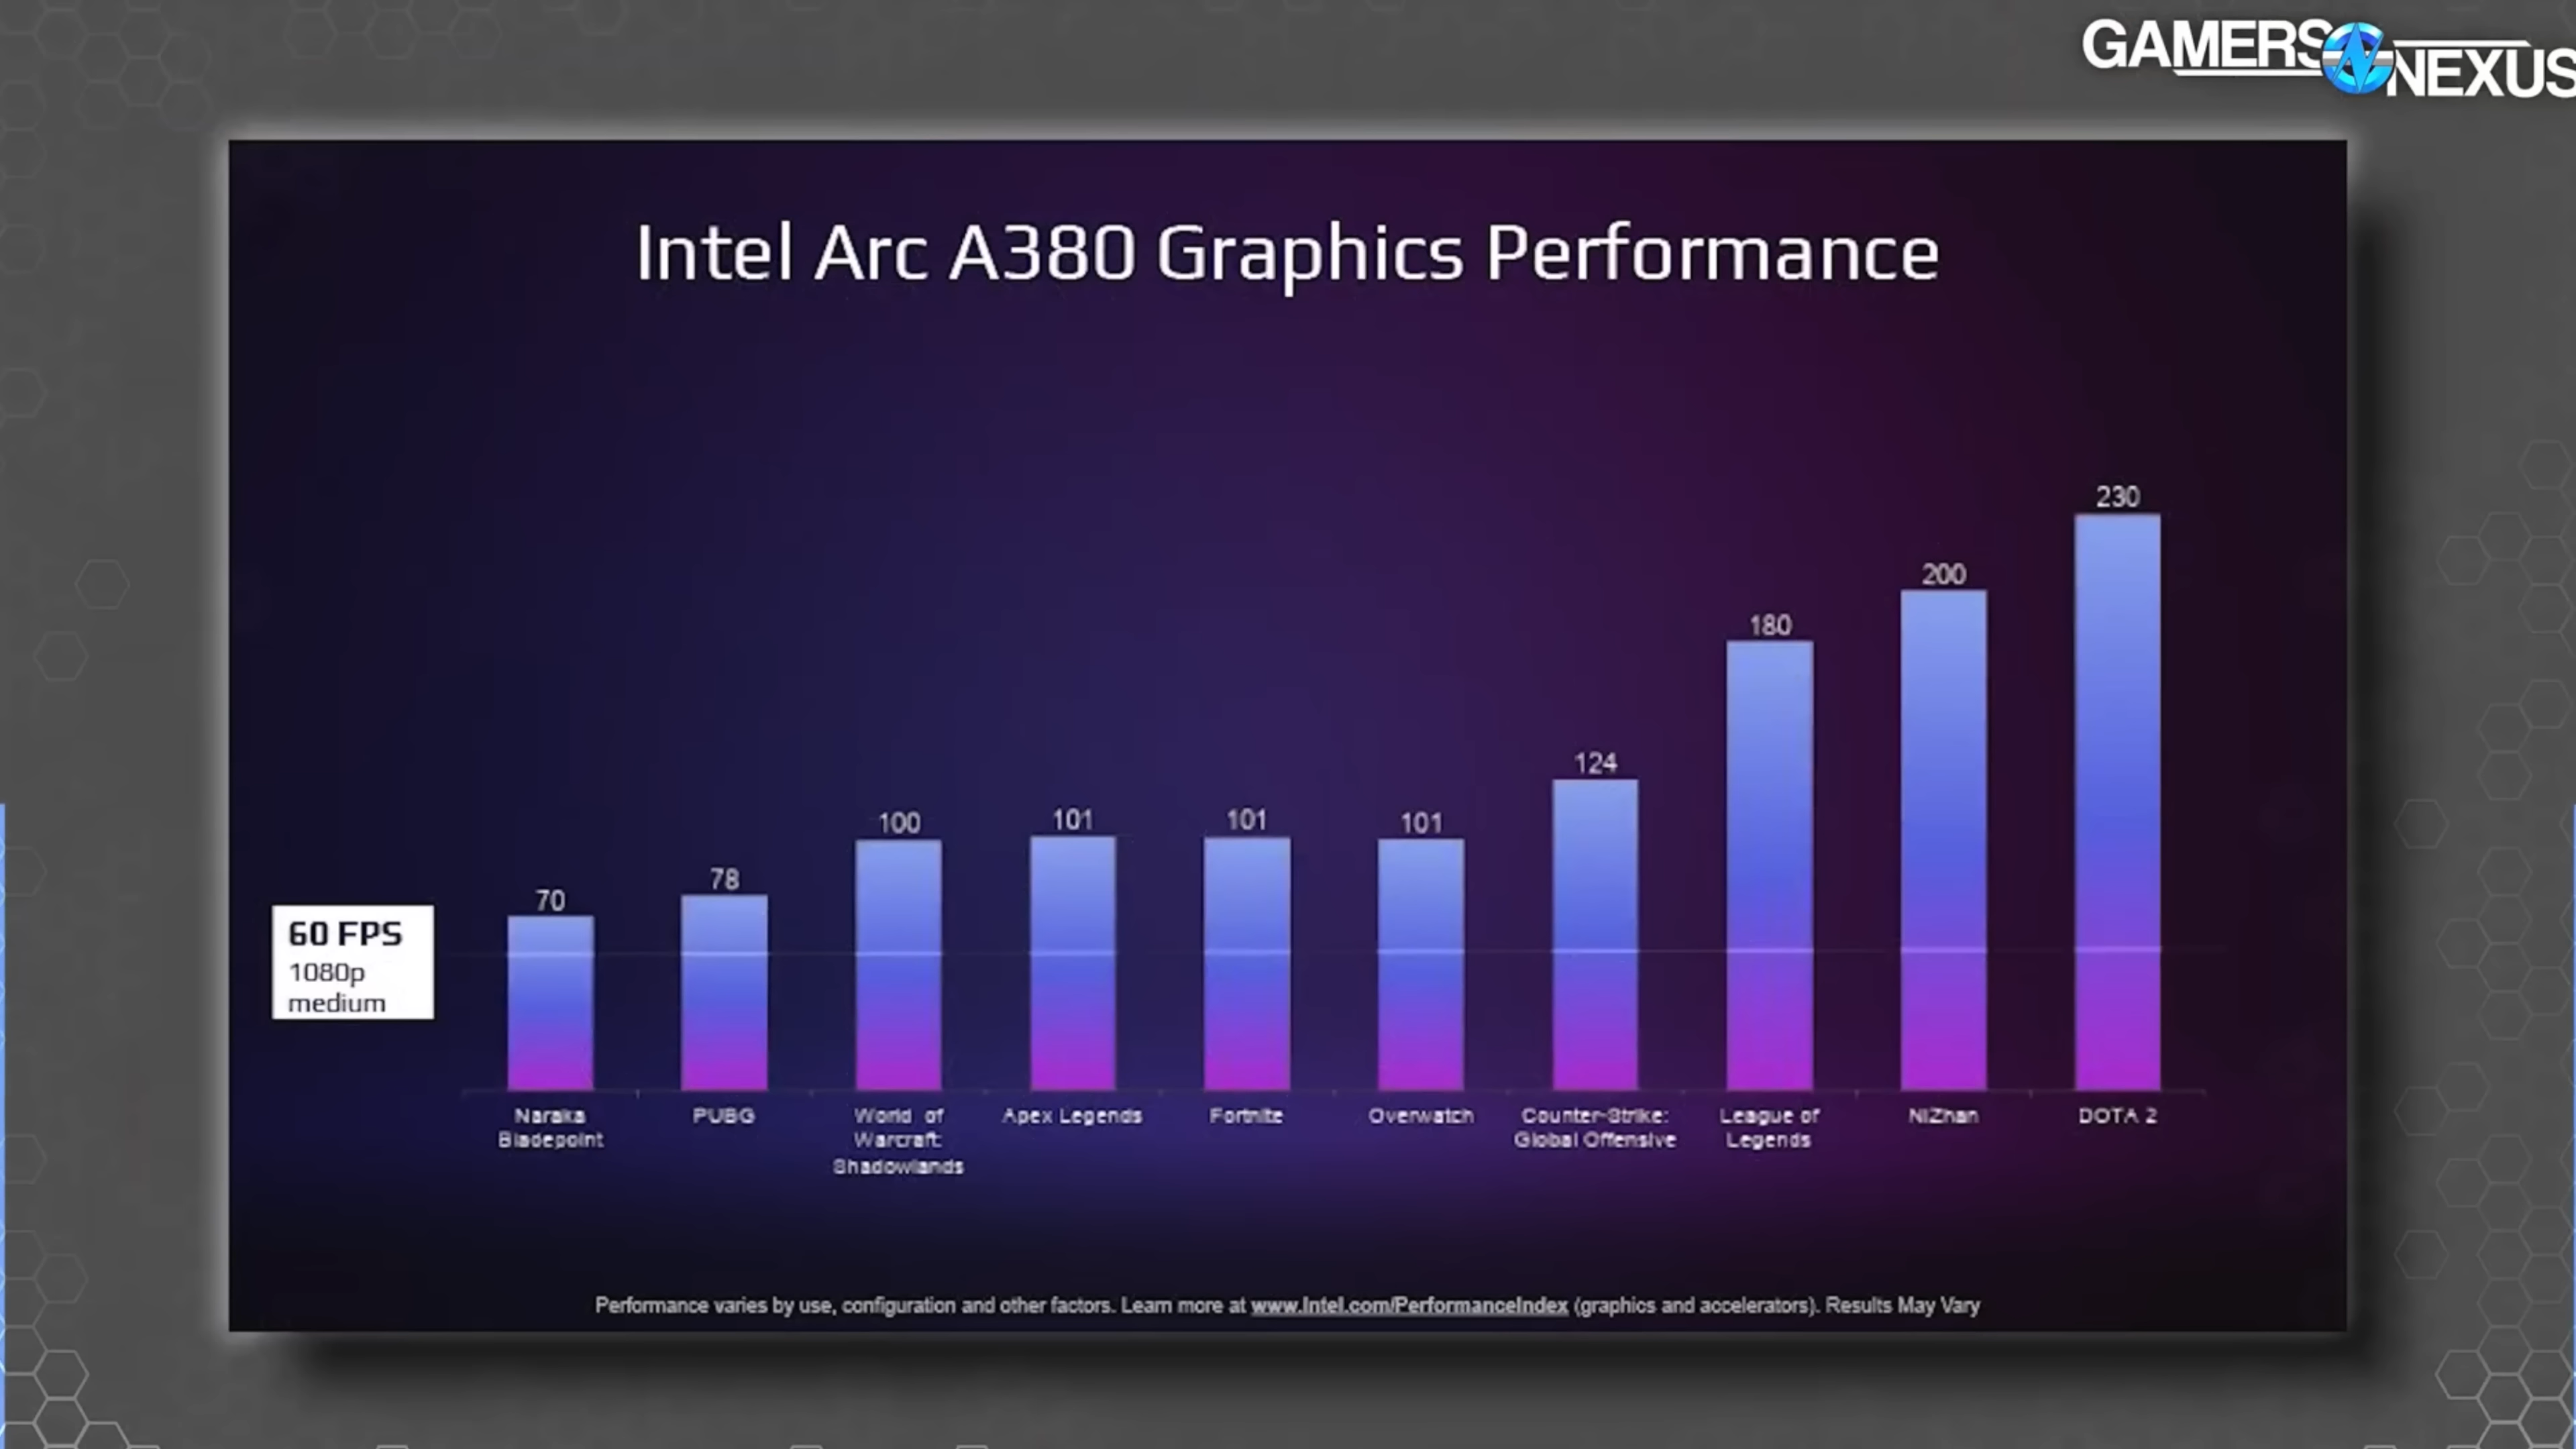 GAMERS NEXUS
Intel Arc A380 Graphics Performance
230
200
180
124
100
101
101
101
78
70
60 FPS
1080p
medium
Naraka
Bladepoint
PUBG
World of
Warcraft:
Shadowlands
Apex Legends
Fortnite
Overwatch
Counter-Strike:
Global Offensive
League of
Legends
NiZhan
DOTA 2
Performance varies by use, configuration and other factors. Learn more at www.Intel.com/PerformanceIndex (graphics and accelerators). Results May Vary